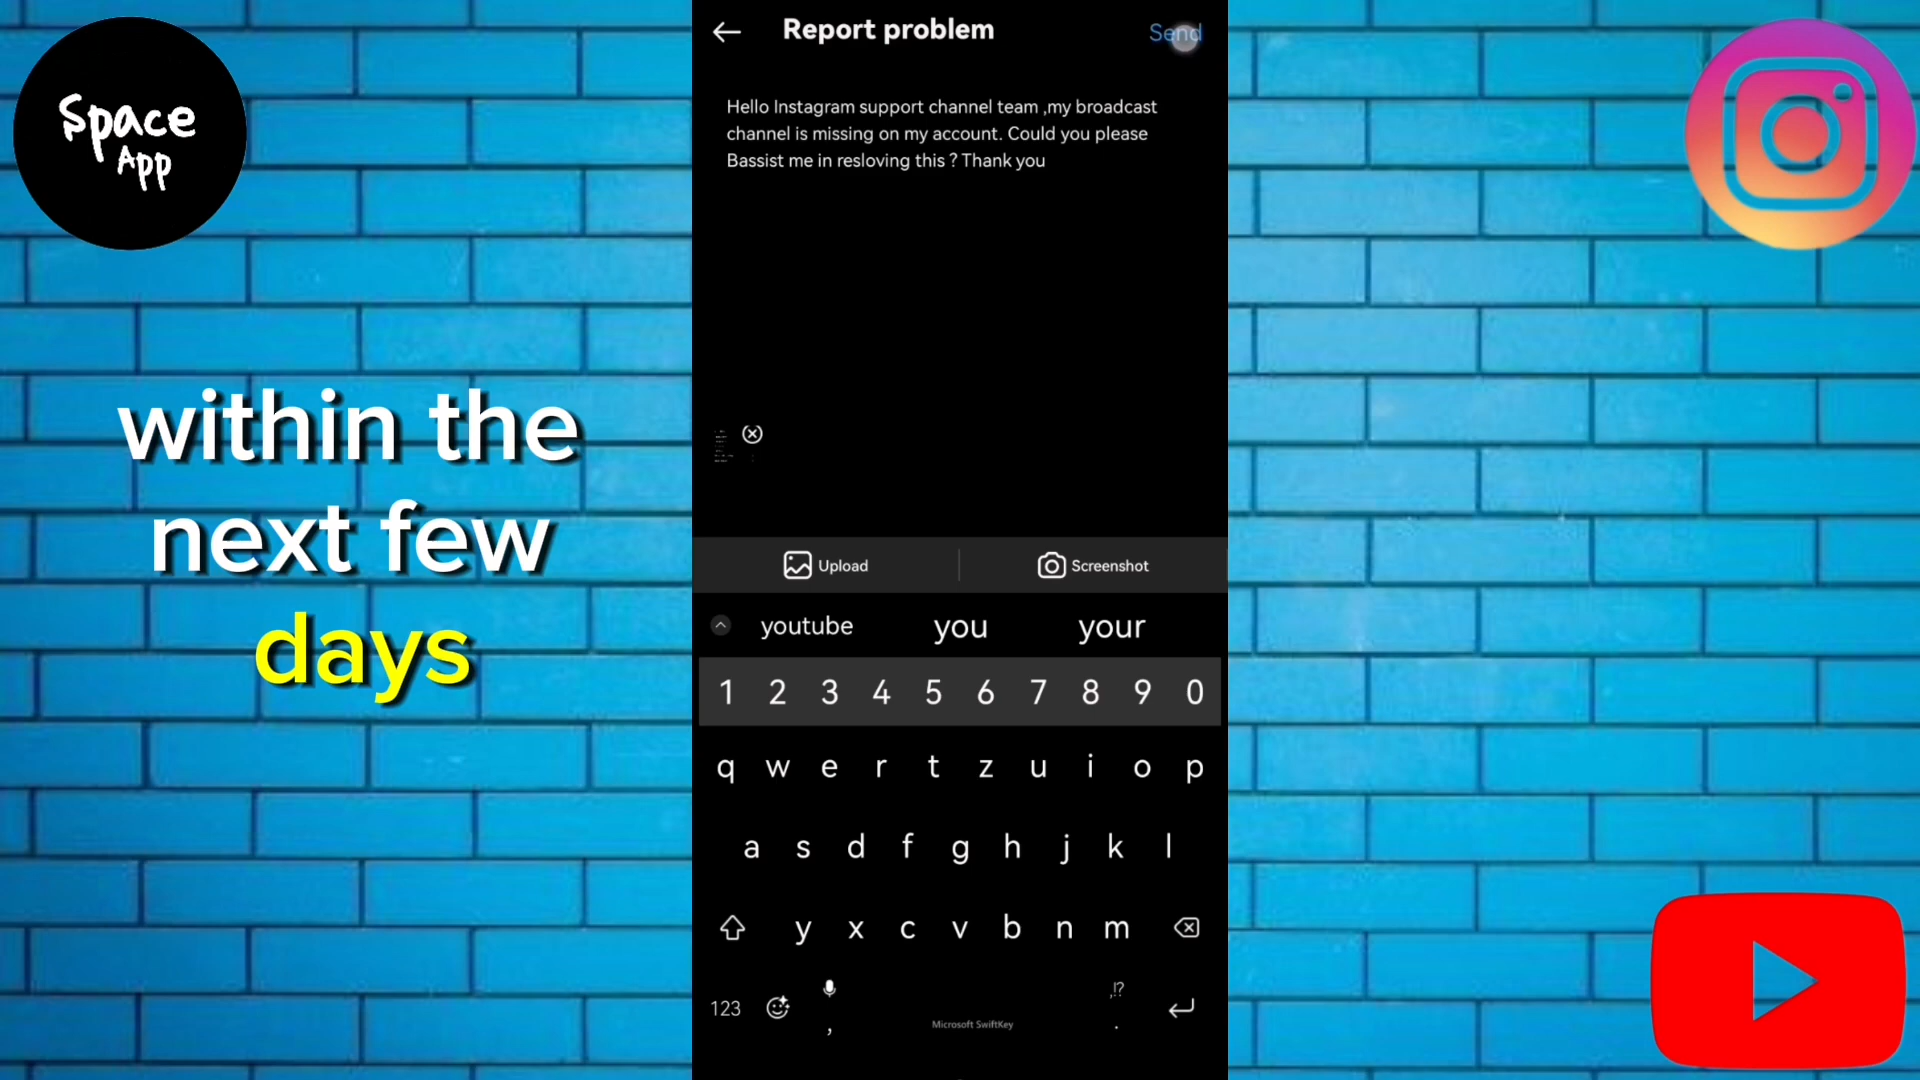 Space
App
Report problem
Send
Hello Instagram support channel team ,my broadcast
channel is missing on my account. Could you please
Bassist me in resloving this ? Thank you
within the
next few
days
Upload
Screenshot
youtube you your
1 2 3 4 5 6 7 8 9 0
q w e r t z u i o p
a s d f g h j k l
y x c v b n m
,!?
123 , Microsoft SwiftKey .